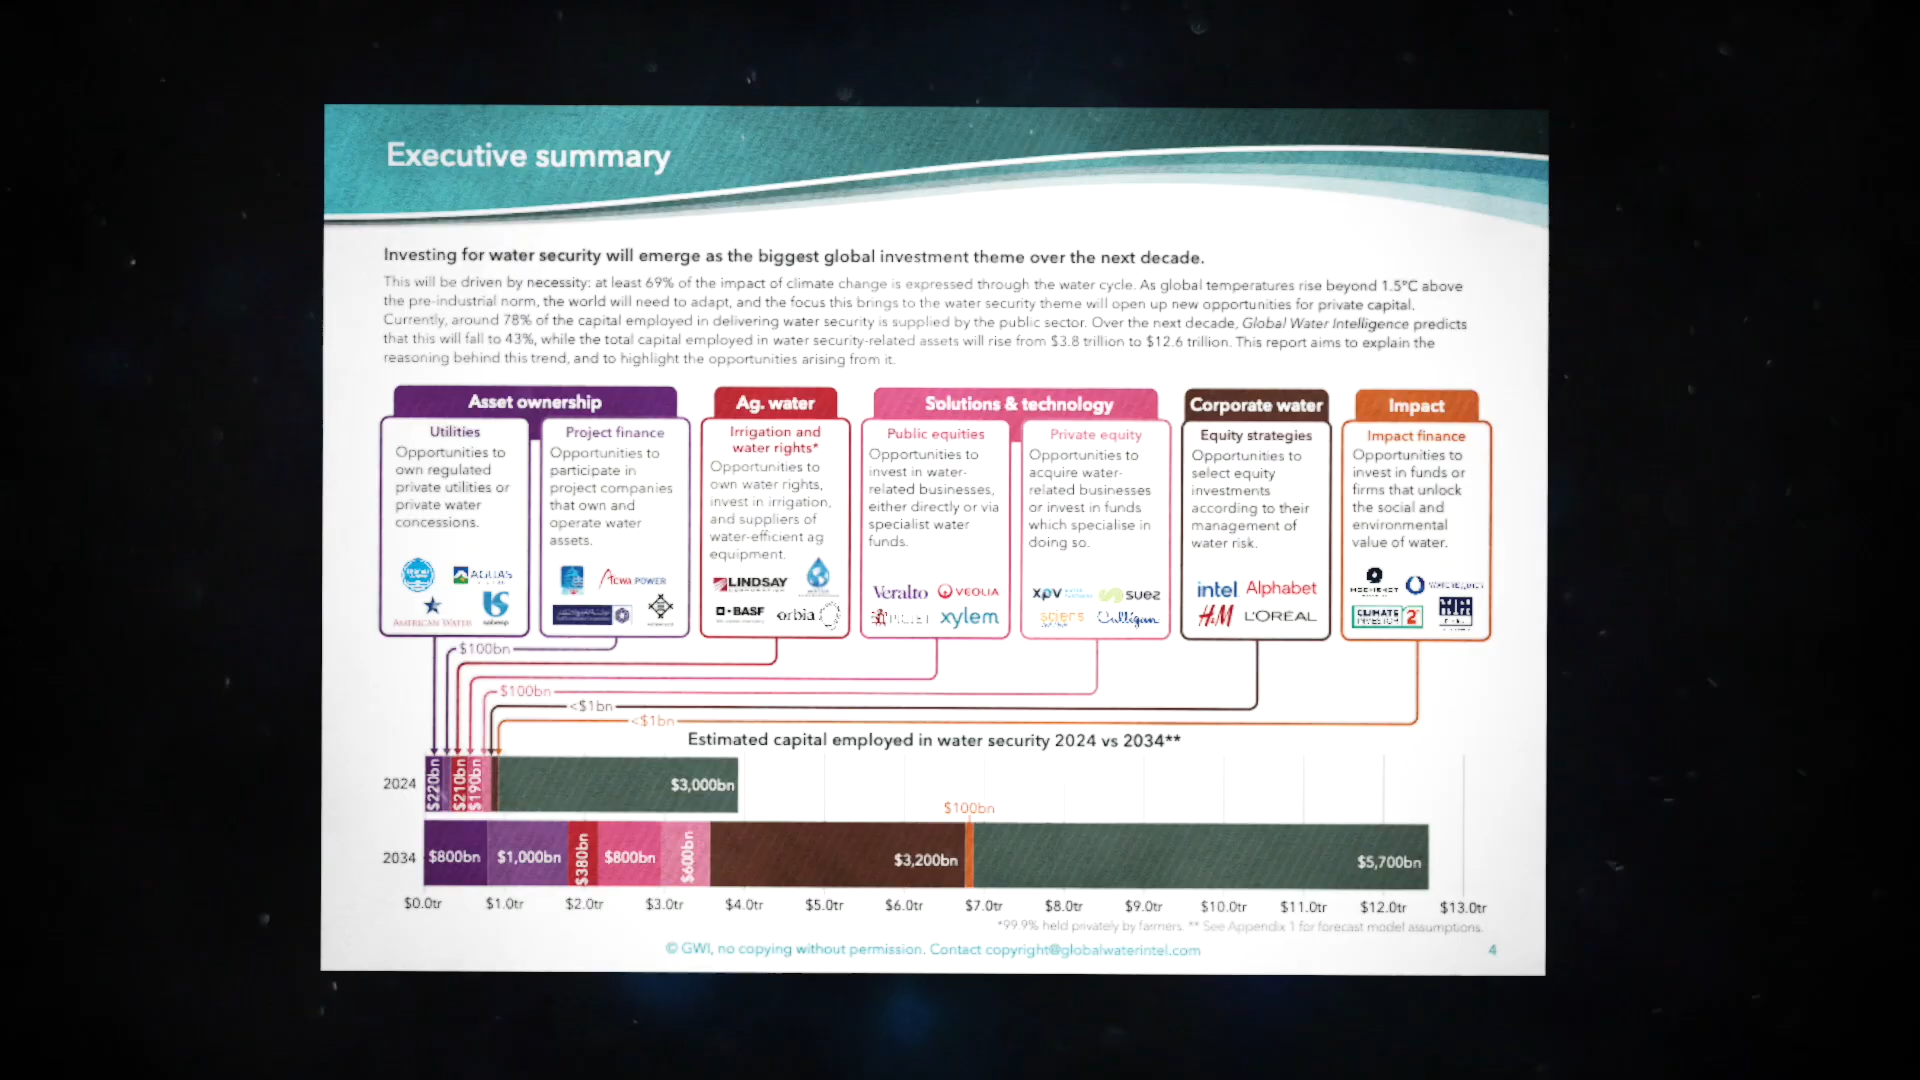 Executive summary
Investing for water security will emerge as the biggest global investment theme over the next decade.
This will be driven by necessity: at least 69% of the impact of climate change is expressed through the water cycle. As global temperatures rise beyond 1.5°C above
the pre-industrial norm, the world will need to adapt, and the focus this brings to the water security theme will open up new opportunities for private capital.
Currently, around 78% of the capital employed in delivering water security is supplied by the public sector. Over the next decade, Global Water Intelligence predicts
that this will fall to 43%, while the total capital employed in water security-related assets will rise from $3.8 trillion to $12.6 trillion. This report aims to explain the
reasoning behind this trend, and to highlight the opportunities arising from it.
Asset ownership
Utilities
Opportunities to
own regulated
private utilities or
private water
concessions.
AGUAS
AMERICAN WATER
sabesp
Project finance
Opportunities to
participate in
project companies
that own and
operate water
assets.
ACWA POWER
Ag. water
Irrigation and
water rights*
Opportunities to
own water rights,
invest in irrigation,
and suppliers of
water-efficient ag
equipment.
LINDSAY
CORPORATION
BASF
orbia
Solutions & technology
Public equities
Opportunities to
invest in water-
related businesses,
either directly or via
specialist water
funds.
Veralto
VEOLIA
PICTET
xylem
Private equity
Opportunities to
acquire water-
related businesses
or invest in funds
which specialise in
doing so.
XPV
suez
sciens
Culligan
Corporate water
Equity strategies
Opportunities to
select equity
investments
according to their
management of
water risk.
intel
Alphabet
H&M
L'ORÉAL
Impact
Impact finance
Opportunities to
invest in funds or
firms that unlock
the social and
environmental
value of water.
WATEREQUITY
CLIMATE
INVESTOR 2
$100bn
$100bn
<$1bn
<$1bn
Estimated capital employed in water security 2024 vs 2034**
2024
$220bn
$210bn
$190bn
$3,000bn
$100bn
2034
$800bn
$1,000bn
$380bn
$800bn
$600bn
$3,200bn
$5,700bn
$0.0tr $1.0tr $2.0tr $3.0tr $4.0tr $5.0tr $6.0tr $7.0tr $8.0tr $9.0tr $10.0tr $11.0tr $12.0tr $13.0tr
*99.9% held privately by farmers. ** See Appendix 1 for forecast model assumptions.
© GWI, no copying without permission. Contact copyright@globalwaterintel.com
4